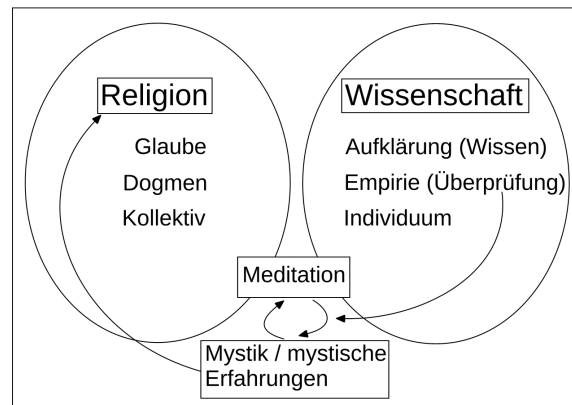 Religion
Glaube
Dogmen
Kollektiv
Wissenschaft
Aufklärung (Wissen)
Empirie (Überprüfung)
Individuum
Meditation
Mystik / mystische
Erfahrungen